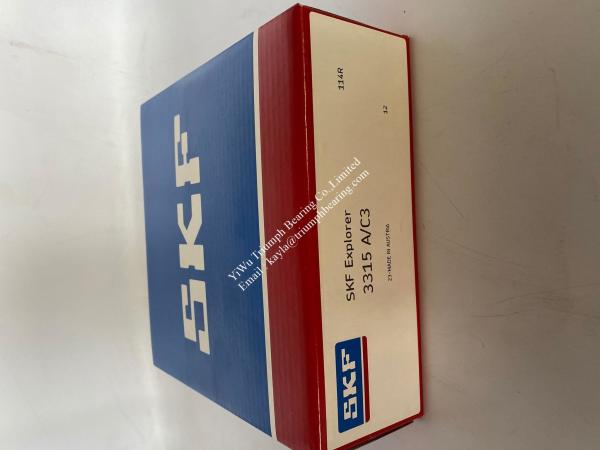 SKF
SKF
SKF Explorer
3315 A/C3
23-MADE IN AUSTRIA
114R
12
YiWu Triumph Bearing Co.,Limited
Email : kayla@triumphbearing.com